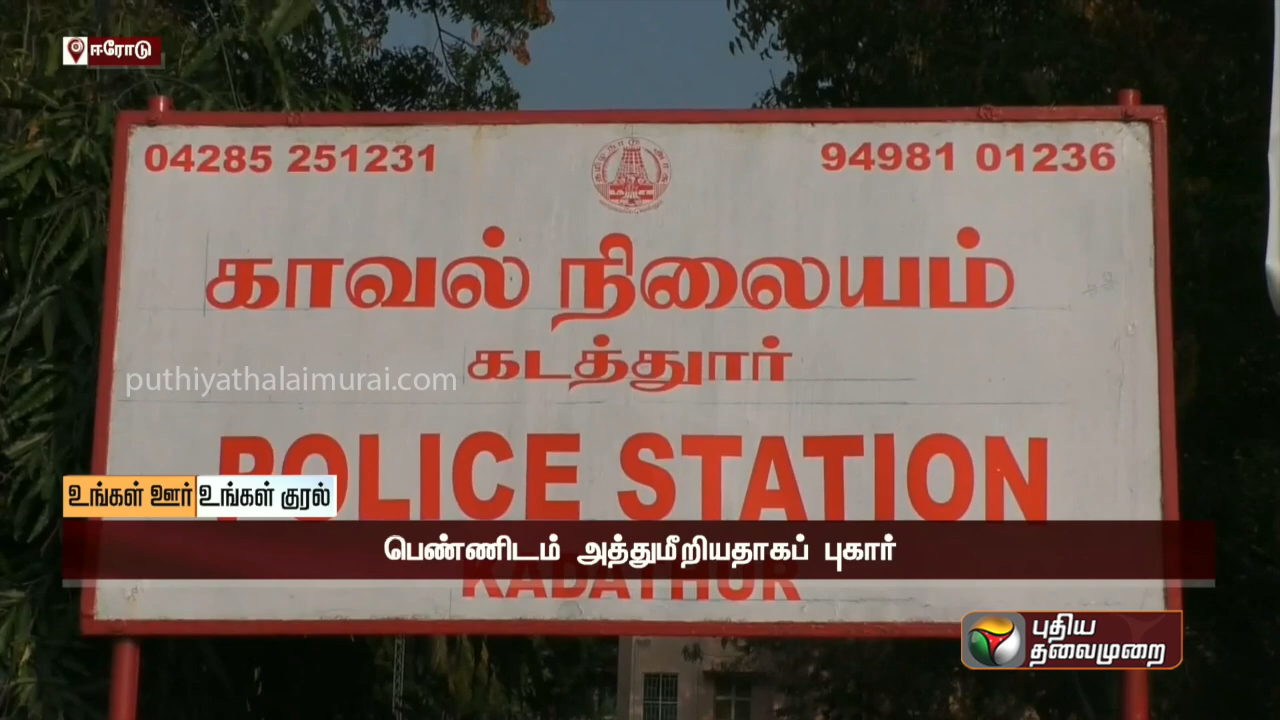 ஈரோடு
04285 251231
94981 01236
காவல் நிலையம்
கடத்தூர்
puthiyathalaimurai.com
POLICE STATION
உங்கள் ஊர் உங்கள் குரல்
பெண்ணிடம் அத்துமீறியதாகப் புகார்
KADATHUR
புதிய
தலைமுறை